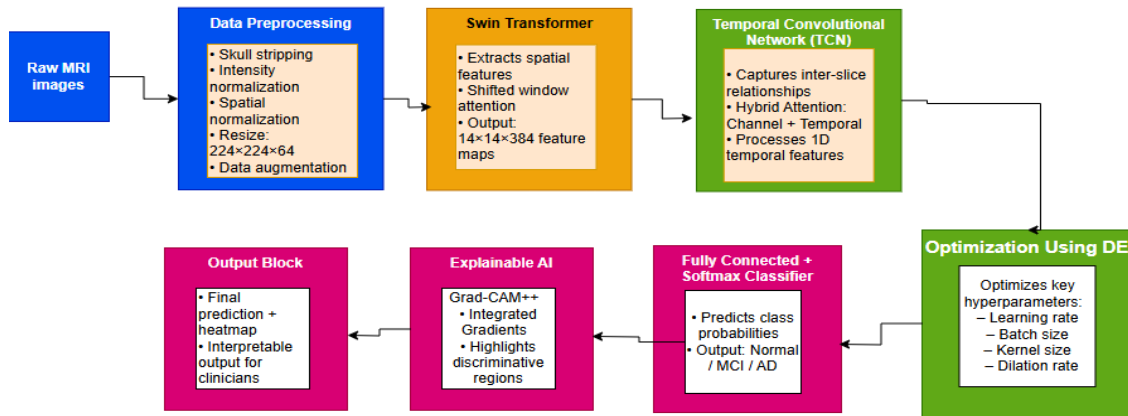 Raw MRI
images
Data Preprocessing
• Skull stripping
• Intensity
normalization
• Spatial
normalization
• Resize:
224×224×64
• Data augmentation
Swin Transformer
• Extracts spatial
features
• Shifted window
attention
• Output:
14×14×384 feature
maps
Temporal Convolutional
Network (TCN)
• Captures inter-slice
relationships
• Hybrid Attention:
Channel + Temporal
• Processes 1D
temporal features
Optimization Using DE
Optimizes key
hyperparameters:
– Learning rate
– Batch size
– Kernel size
– Dilation rate
Fully Connected +
Softmax Classifier
• Predicts class
probabilities
• Output: Normal
/ MCI / AD
Explainable AI
Grad-CAM++
• Integrated
Gradients
• Highlights
discriminative
regions
Output Block
• Final
prediction +
heatmap
• Interpretable
output for
clinicians